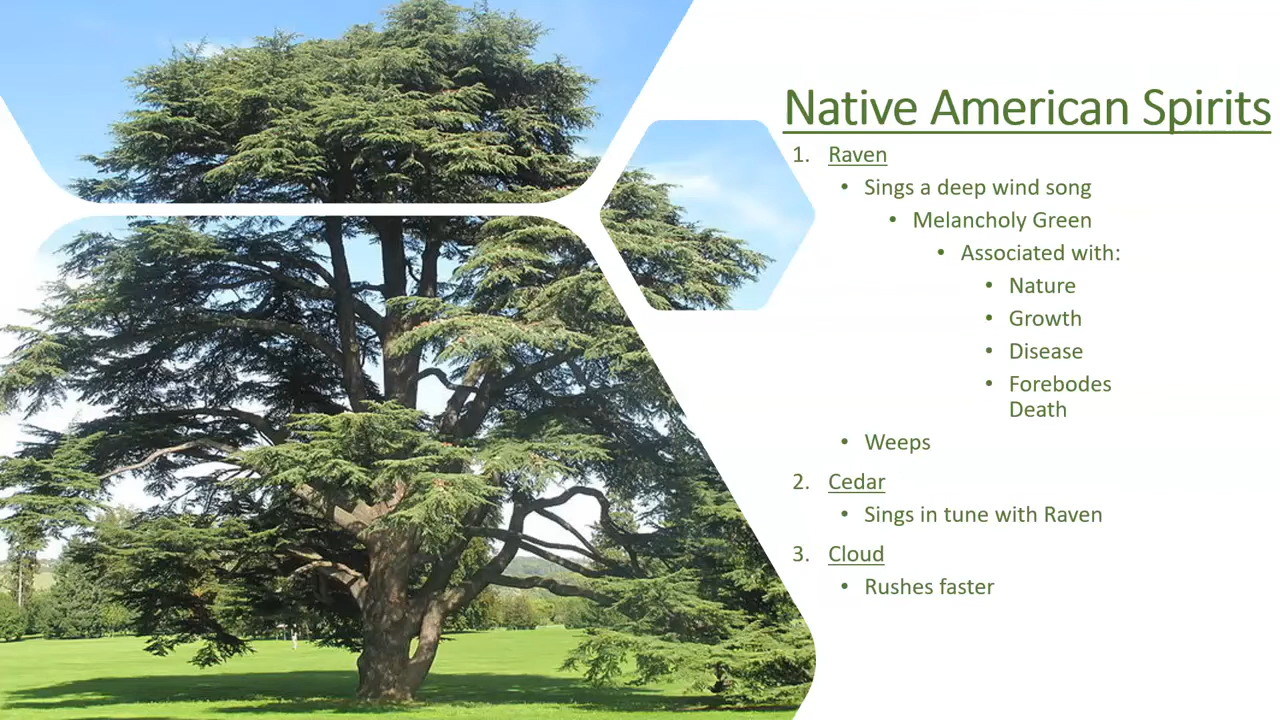 Native American Spirits
1. Raven
• Sings a deep wind song
• Melancholy Green
• Associated with:
• Nature
• Growth
• Disease
• Forebodes
Death
• Weeps
2. Cedar
• Sings in tune with Raven
3. Cloud
• Rushes faster